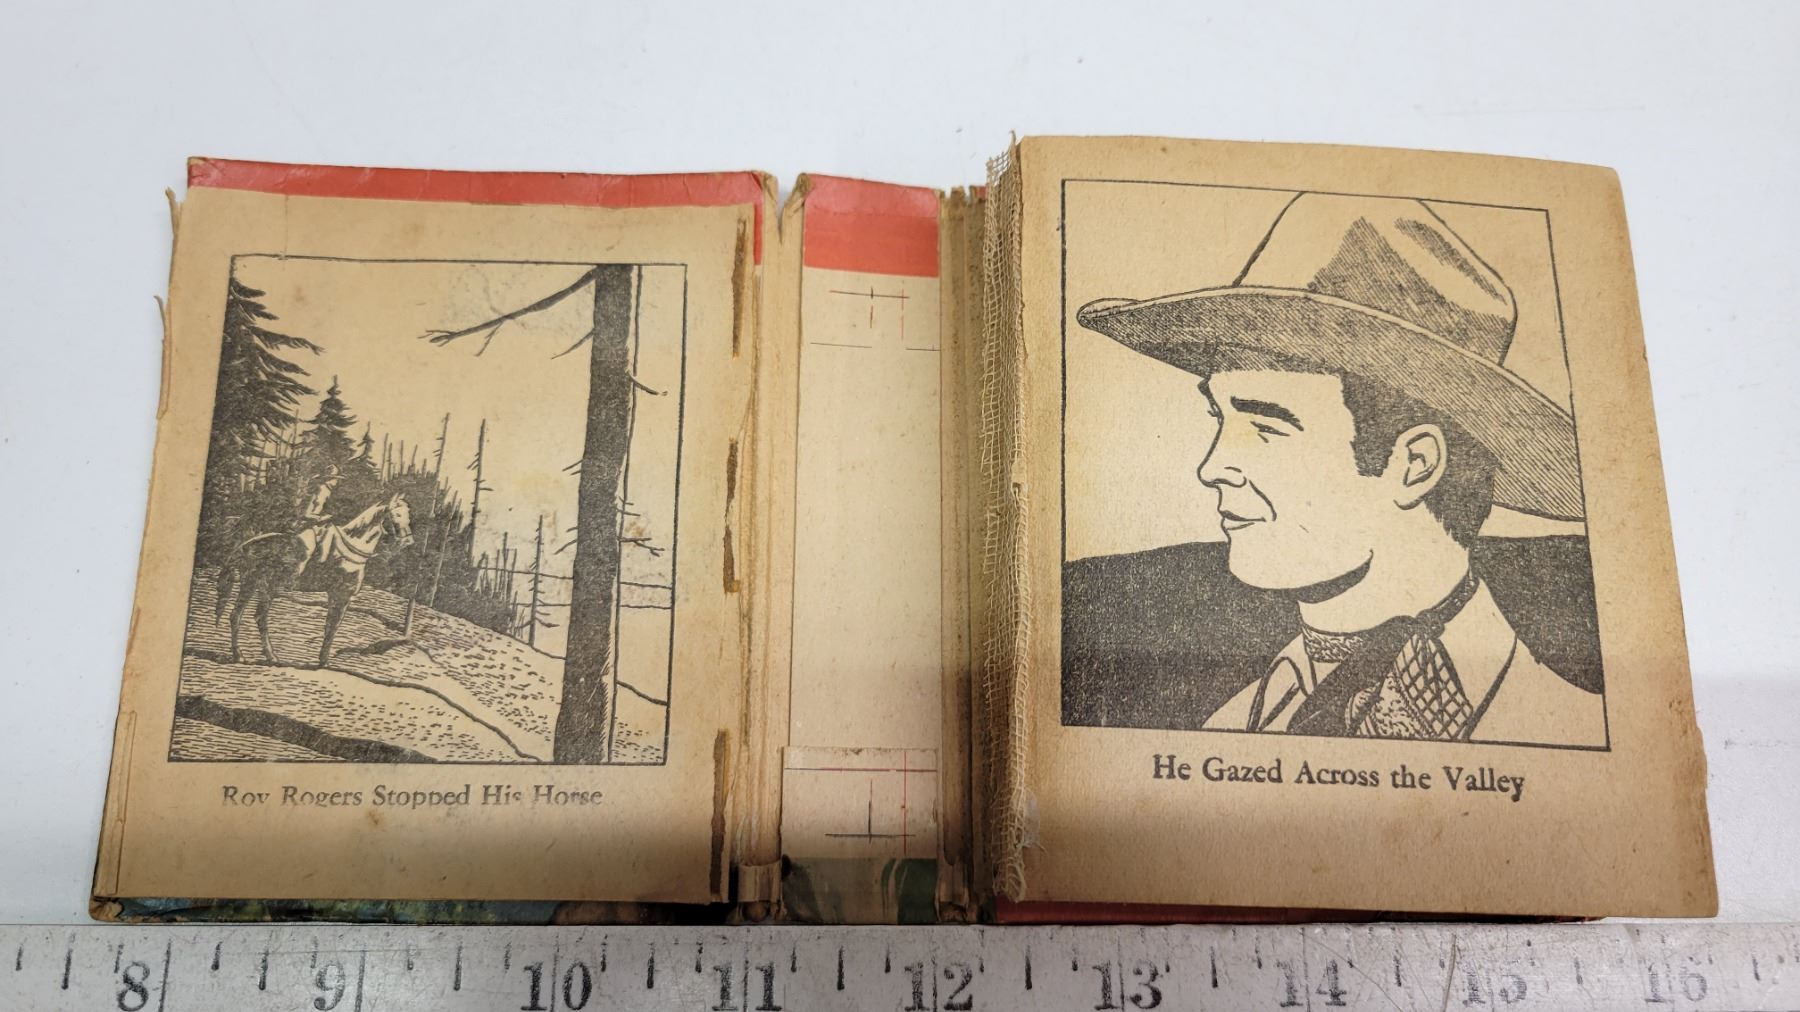 Roy Rogers Stopped His Horse
He Gazed Across the Valley
8 9 10 11 12 13 14 15 16